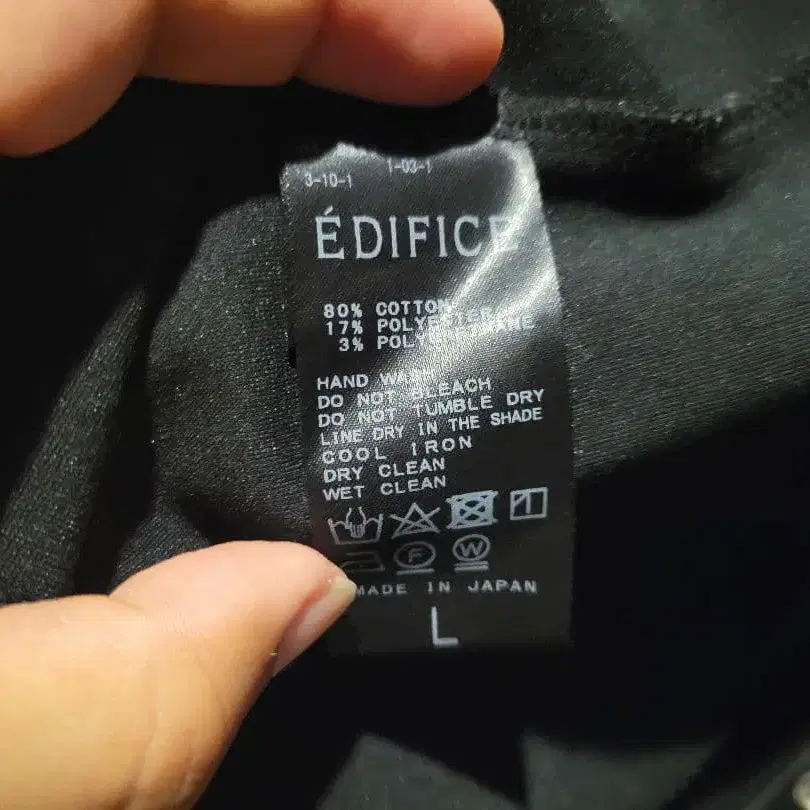 3-10-1 1-03-1
ÉDIFICE
80% COTTON
17% POLYESTER
3% POLYURETHANE
HAND WASH
DO NOT BLEACH
DO NOT TUMBLE DRY
LINE DRY IN THE SHADE
COOL IRON
DRY CLEAN
WET CLEAN
F W
MADE IN JAPAN
L